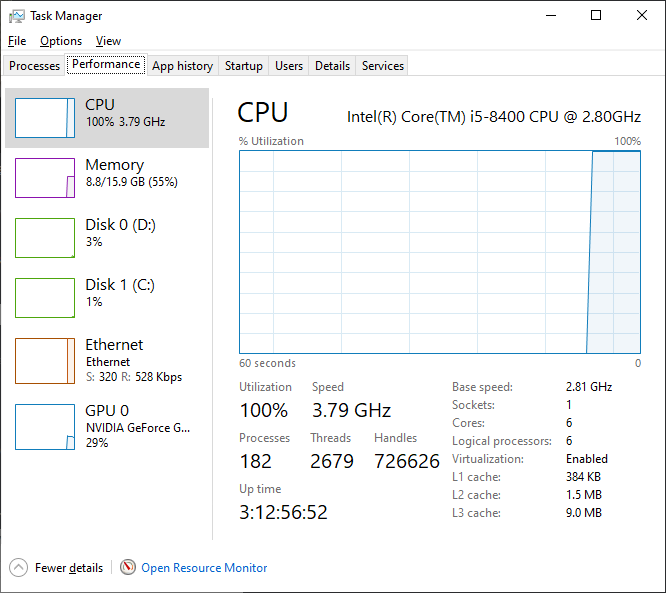 Task Manager
File Options View
Processes Performance App history Startup Users Details Services
CPU
100% 3.79 GHz
Memory
8.8/15.9 GB (55%)
Disk 0 (D:)
3%
Disk 1 (C:)
1%
Ethernet
Ethernet
S: 320 R: 528 Kbps
GPU 0
NVIDIA GeForce G...
29%
CPU Intel(R) Core(TM) i5-8400 CPU @ 2.80GHz
% Utilization 100%
60 seconds 0
Utilization Speed
100% 3.79 GHz
Processes Threads Handles
182 2679 726626
Up time
3:12:56:52
Base speed: 2.81 GHz
Sockets: 1
Cores: 6
Logical processors: 6
Virtualization: Enabled
L1 cache: 384 KB
L2 cache: 1.5 MB
L3 cache: 9.0 MB
Fewer details Open Resource Monitor